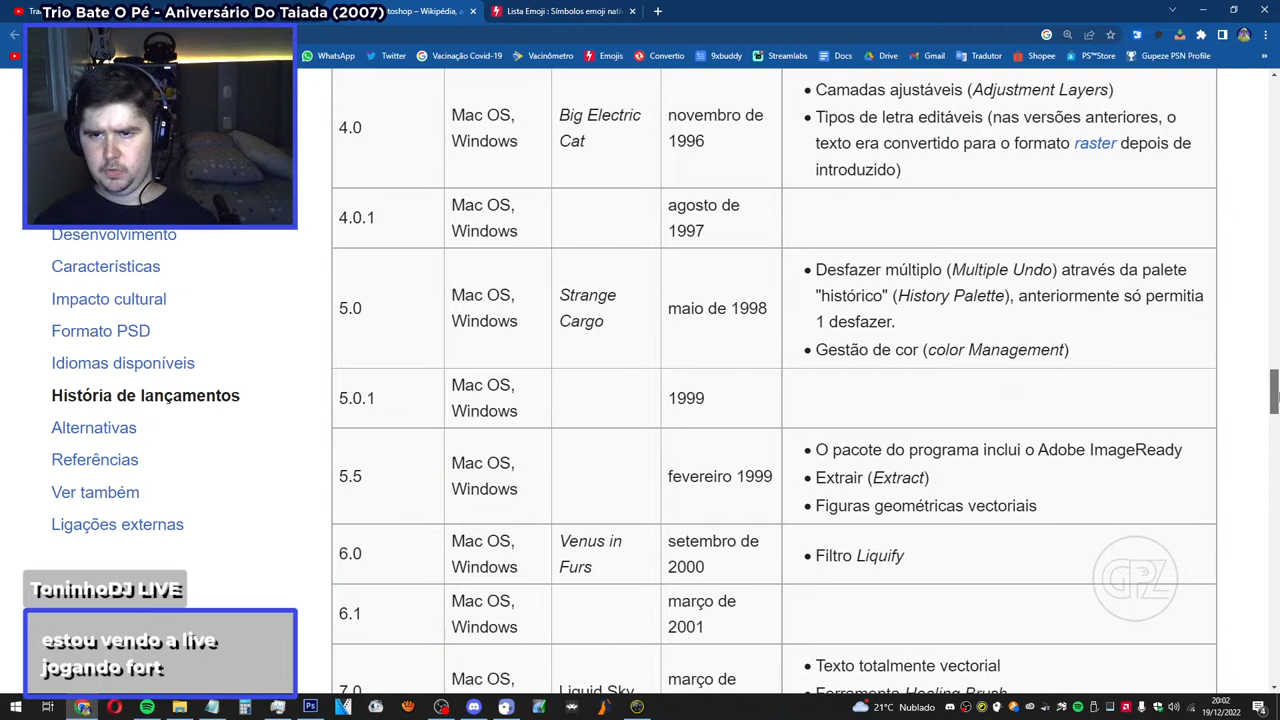 Trio Bate O Pé - Aniversário Do Taiada (2007)
toshop – Wikipédia, a
Lista Emoji : Símbolos emoji nati
WhatsApp
Twitter
Vacinação Covid-19
Vacinômetro
Emojis
Convertio
9xbuddy
Streamlabs
Docs
Drive
Gmail
Tradutor
Shopee
PS™Store
Gupeze PSN Profile
Desenvolvimento
Características
Impacto cultural
Formato PSD
Idiomas disponíveis
História de lançamentos
Alternativas
Referências
Ver também
Ligações externas
4.0
Mac OS,
Windows
Big Electric
Cat
novembro de
1996
• Camadas ajustáveis (Adjustment Layers)
• Tipos de letra editáveis (nas versões anteriores, o
texto era convertido para o formato raster depois de
introduzido)
4.0.1
Mac OS,
Windows
agosto de
1997
5.0
Mac OS,
Windows
Strange
Cargo
maio de 1998
• Desfazer múltiplo (Multiple Undo) através da palete
"histórico" (History Palette), anteriormente só permitia
1 desfazer.
• Gestão de cor (color Management)
5.0.1
Mac OS,
Windows
1999
5.5
Mac OS,
Windows
fevereiro 1999
• O pacote do programa inclui o Adobe ImageReady
• Extrair (Extract)
• Figuras geométricas vectoriais
6.0
Mac OS,
Windows
Venus in
Furs
setembro de
2000
• Filtro Liquify
6.1
Mac OS,
Windows
março de
2001
7.0
Mac OS,
Liquid Sky
março de
• Texto totalmente vectorial
• Ferramenta Healing Brush
GPZ
ToninhoDJ LIVE
estou vendo a live
jogando fort
21°C Nublado
20:02
19/12/2022